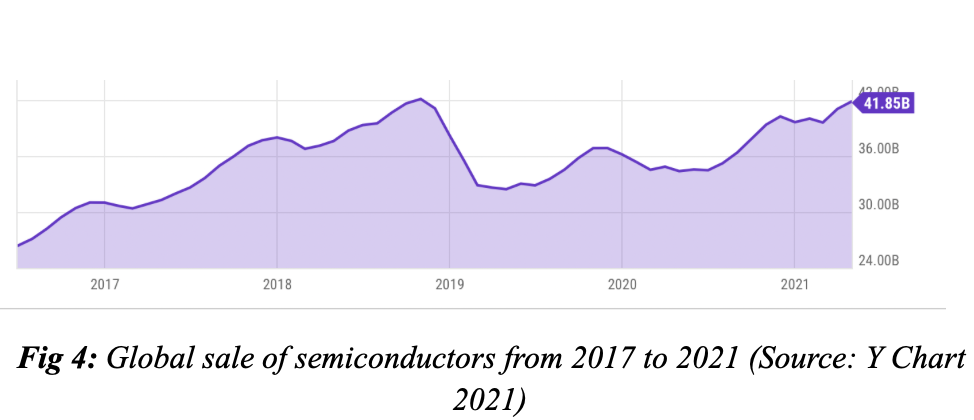 42.00B
41.85B
36.00B
30.00B
24.00B
2017 2018 2019 2020 2021
Fig 4: Global sale of semiconductors from 2017 to 2021 (Source: Y Chart
2021)